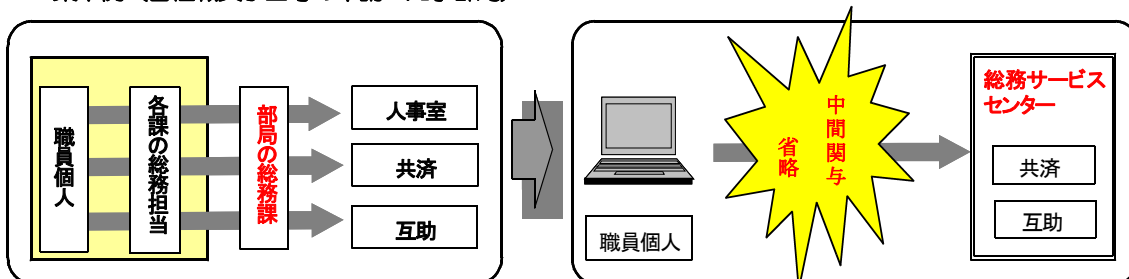 職員個人
各課の総務担当
部局の総務課
人事室
共済
互助
職員個人
中間関与
省略
総務サービス
センター
共済
互助